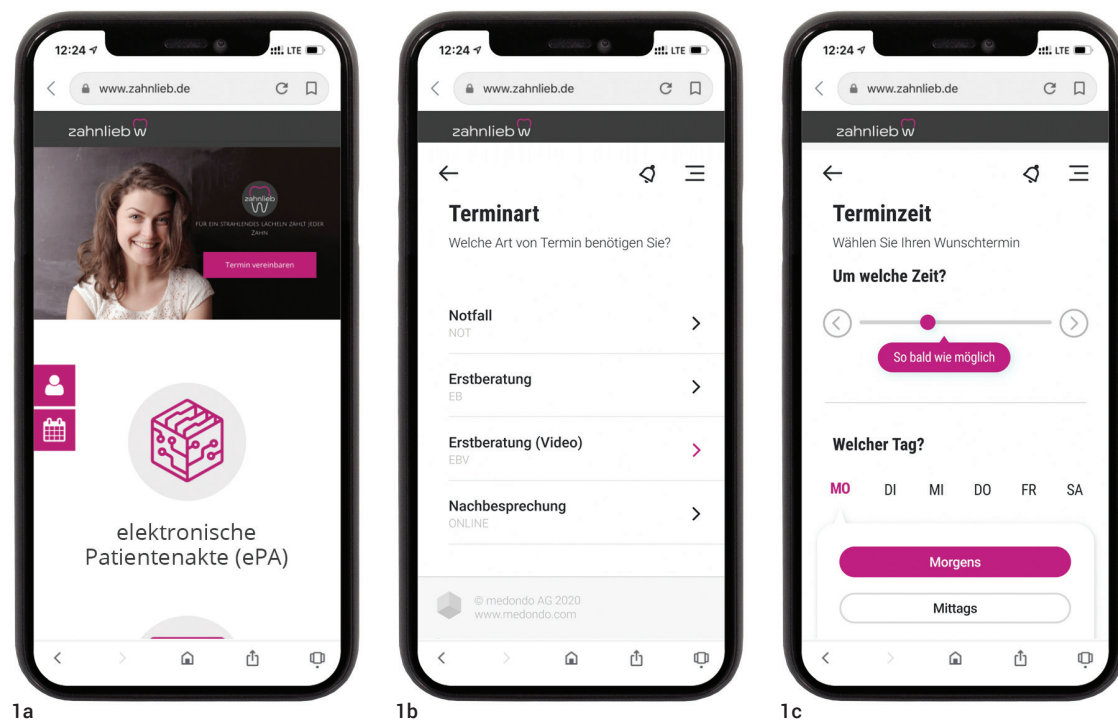 12:24
LTE
www.zahnlieb.de
zahnlieb
zahnlieb
FÜR EIN STRAHLENDES LÄCHELN ZÄHLT JEDER
ZAHN
Termin vereinbaren
elektronische
Patientenakte (ePA)
1a
12:24
LTE
www.zahnlieb.de
zahnlieb
Terminart
Welche Art von Termin benötigen Sie?
Notfall
NOT
Erstberatung
EB
Erstberatung (Video)
EBV
Nachbesprechung
ONLINE
© medondo AG 2020
www.medondo.com
1b
12:24
LTE
www.zahnlieb.de
zahnlieb
Terminzeit
Wählen Sie Ihren Wunschtermin
Um welche Zeit?
So bald wie möglich
Welcher Tag?
MO DI MI DO FR SA
Morgens
Mittags
1c